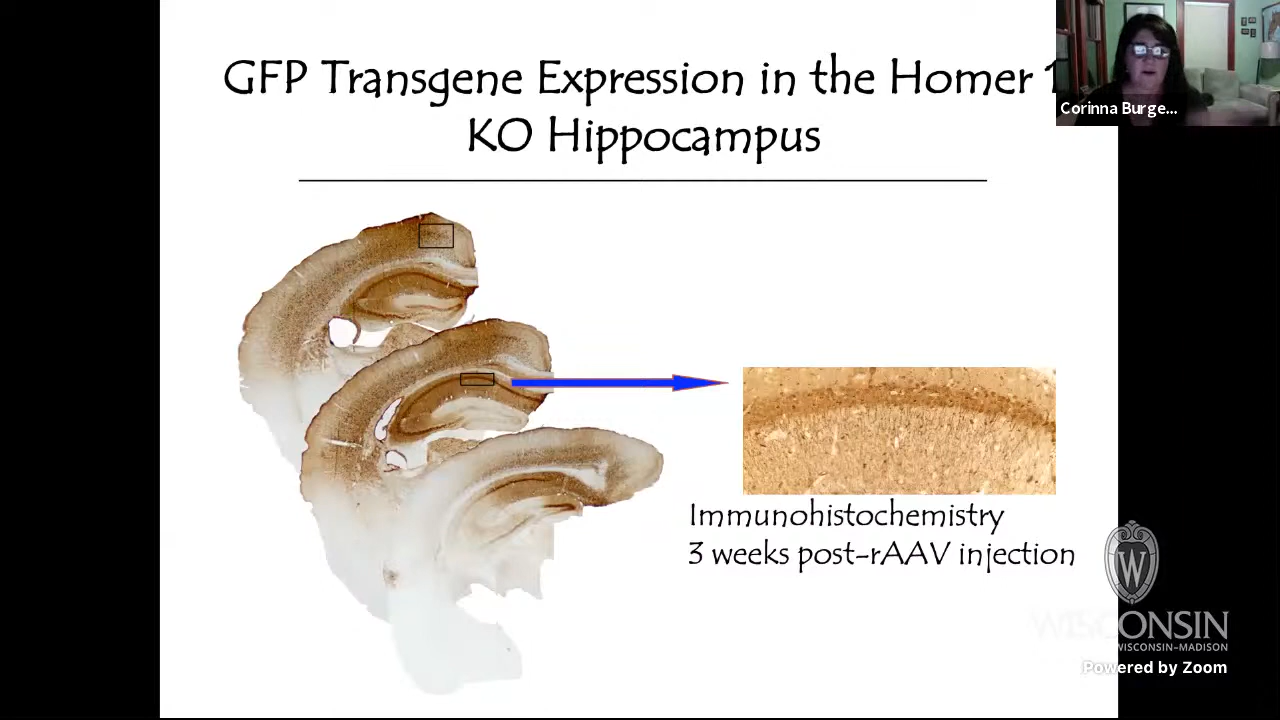 GFP Transgene Expression in the Homer 1
KO Hippocampus
Corinna Burge...
Immunohistochemistry
3 weeks post-rAAV injection
W
WISCONSIN
WISCONSIN-MADISON
Powered by Zoom